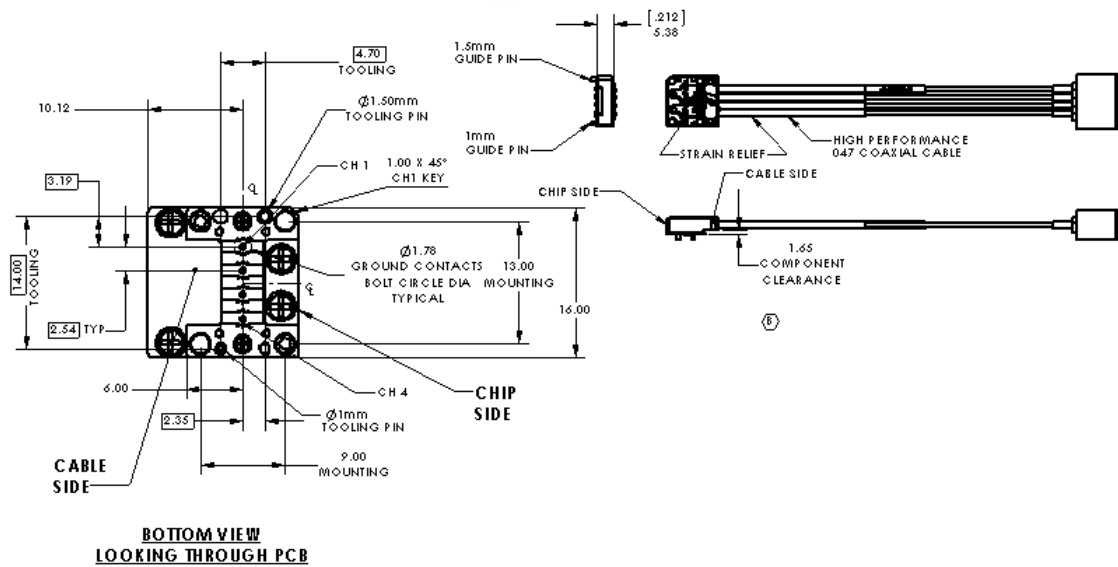 [.212]
5.38
1.5mm
GUIDE PIN
4.70
TOOLING
10.12
Ø1.50mm
TOOLING PIN
1mm
GUIDE PIN
STRAIN RELIEF
HIGH PERFORMANCE
047 COAXIAL CABLE
CH 1
1.00 X 45°
CH1 KEY
CABLE SIDE
CHIP SIDE
3.19
Ø1.78
GROUND CONTACTS
BOLT CIRCLE DIA
TYPICAL
13.00
MOUNTING
1.65
COMPONENT
CLEARANCE
14.00
TOOLING
16.00
2.54 TYP
B
6.00
CH 4
CHIP
SIDE
2.35
Ø1mm
TOOLING PIN
9.00
MOUNTING
CABLE
SIDE
BOTTOM VIEW
LOOKING THROUGH PCB